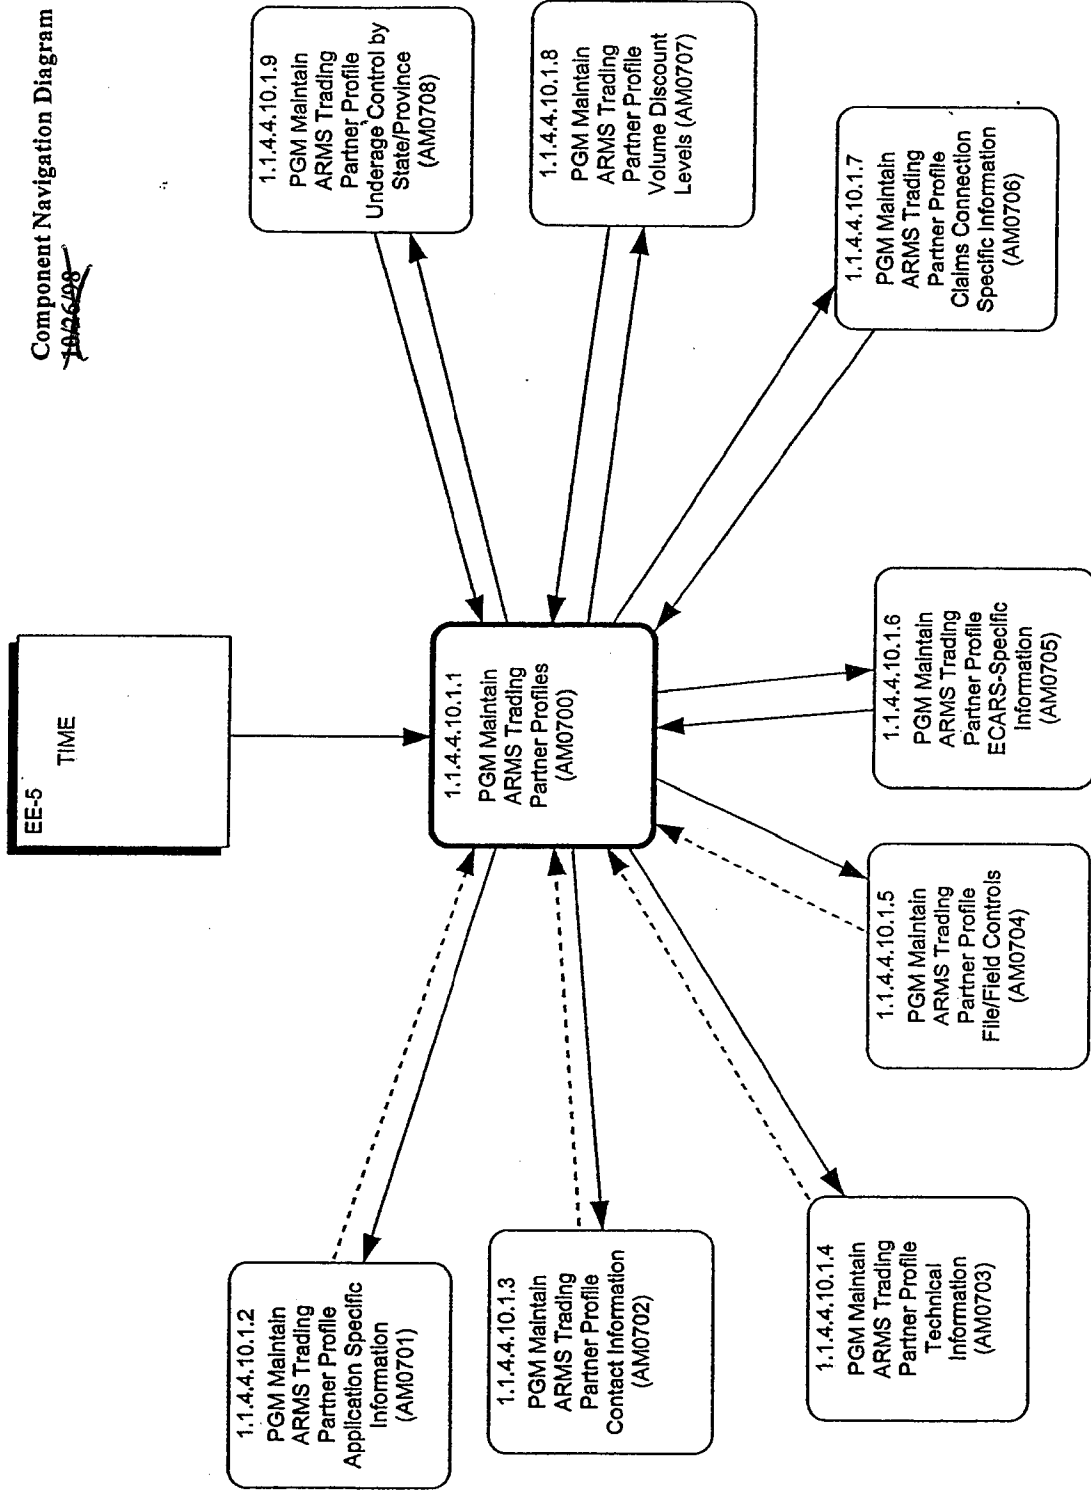 Component Navigation Diagram
10/26/98
EE-5
TIME
1.1.4.4.10.1.1
PGM Maintain
ARMS Trading
Partner Profiles
(AM0700)
1.1.4.4.10.1.2
PGM Maintain
ARMS Trading
Partner Profile
Application Specific
Information
(AM0701)
1.1.4.4.10.1.3
PGM Maintain
ARMS Trading
Partner Profile
Contact Information
(AM0702)
1.1.4.4.10.1.4
PGM Maintain
ARMS Trading
Partner Profile
Technical
Information
(AM0703)
1.1.4.4.10.1.5
PGM Maintain
ARMS Trading
Partner Profile
File/Field Controls
(AM0704)
1.1.4.4.10.1.6
PGM Maintain
ARMS Trading
Partner Profile
ECARS-Specific
Information
(AM0705)
1.1.4.4.10.1.7
PGM Maintain
ARMS Trading
Partner Profile
Claims Connection
Specific Information
(AM0706)
1.1.4.4.10.1.8
PGM Maintain
ARMS Trading
Partner Profile
Volume Discount
Levels (AM0707)
1.1.4.4.10.1.9
PGM Maintain
ARMS Trading
Partner Profile
Underage Control by
State/Province
(AM0708)